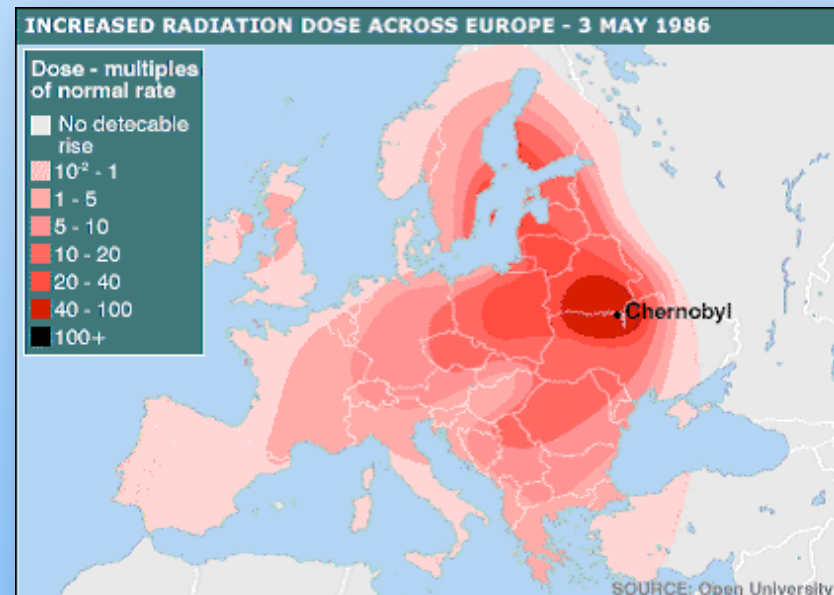 INCREASED RADIATION DOSE ACROSS EUROPE - 3 MAY 1986
Dose - multiples
of normal rate
No detecable
rise
10⁻² - 1
1 - 5
5 - 10
10 - 20
20 - 40
40 - 100
100+
Chernobyl
SOURCE: Open University